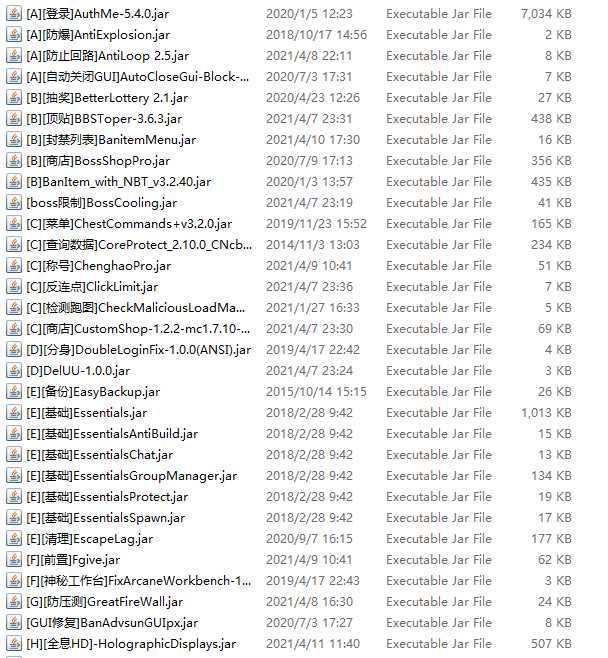 [A][登录]AuthMe-5.4.0.jar 2020/1/5 12:23 Executable Jar File 7,034 KB
[A][防爆]AntiExplosion.jar 2018/10/17 14:56 Executable Jar File 2 KB
[A][防止回路]AntiLoop 2.5.jar 2021/4/8 22:11 Executable Jar File 8 KB
[A][自动关闭GUI]AutoCloseGui-Block-... 2020/7/3 17:31 Executable Jar File 7 KB
[B][抽奖]BetterLottery 2.1.jar 2020/4/23 12:26 Executable Jar File 27 KB
[B][顶贴]BBSToper-3.6.3.jar 2021/4/7 23:31 Executable Jar File 438 KB
[B][封禁列表]BanitemMenu.jar 2021/4/10 17:30 Executable Jar File 16 KB
[B][商店]BossShopPro.jar 2020/7/9 17:13 Executable Jar File 356 KB
[B]BanItem_with_NBT_v3.2.40.jar 2020/1/3 13:57 Executable Jar File 435 KB
[boss限制]BossCooling.jar 2021/4/7 23:19 Executable Jar File 41 KB
[C][菜单]ChestCommands+v3.2.0.jar 2019/11/23 15:52 Executable Jar File 165 KB
[C][查询数据]CoreProtect_2.10.0_CNcb... 2014/11/3 13:03 Executable Jar File 234 KB
[C][称号]ChenghaoPro.jar 2021/4/9 10:41 Executable Jar File 51 KB
[C][反连点]ClickLimit.jar 2021/4/7 23:36 Executable Jar File 7 KB
[C][检测跑图]CheckMaliciousLoadMa... 2021/1/27 16:33 Executable Jar File 5 KB
[C][商店]CustomShop-1.2.2-mc1.7.10-... 2021/4/7 23:30 Executable Jar File 69 KB
[D][分身]DoubleLoginFix-1.0.0(ANSI).jar 2019/4/17 22:42 Executable Jar File 4 KB
[D]DelUU-1.0.0.jar 2021/4/7 23:24 Executable Jar File 3 KB
[E][备份]EasyBackup.jar 2015/10/14 15:15 Executable Jar File 26 KB
[E][基础]Essentials.jar 2018/2/28 9:42 Executable Jar File 1,013 KB
[E][基础]EssentialsAntiBuild.jar 2018/2/28 9:42 Executable Jar File 15 KB
[E][基础]EssentialsChat.jar 2018/2/28 9:42 Executable Jar File 13 KB
[E][基础]EssentialsGroupManager.jar 2018/2/28 9:42 Executable Jar File 134 KB
[E][基础]EssentialsProtect.jar 2018/2/28 9:42 Executable Jar File 19 KB
[E][基础]EssentialsSpawn.jar 2018/2/28 9:42 Executable Jar File 17 KB
[E][清理]EscapeLag.jar 2020/9/7 16:15 Executable Jar File 177 KB
[F][前置]Fgive.jar 2021/4/9 10:41 Executable Jar File 62 KB
[F][神秘工作台]FixArcaneWorkbench-1... 2019/4/17 22:43 Executable Jar File 3 KB
[G][防压测]GreatFireWall.jar 2021/4/8 16:30 Executable Jar File 24 KB
[GUI修复]BanAdvsunGUIpx.jar 2020/7/3 17:27 Executable Jar File 8 KB
[H][全息HD]-HolographicDisplays.jar 2021/4/11 11:40 Executable Jar File 507 KB